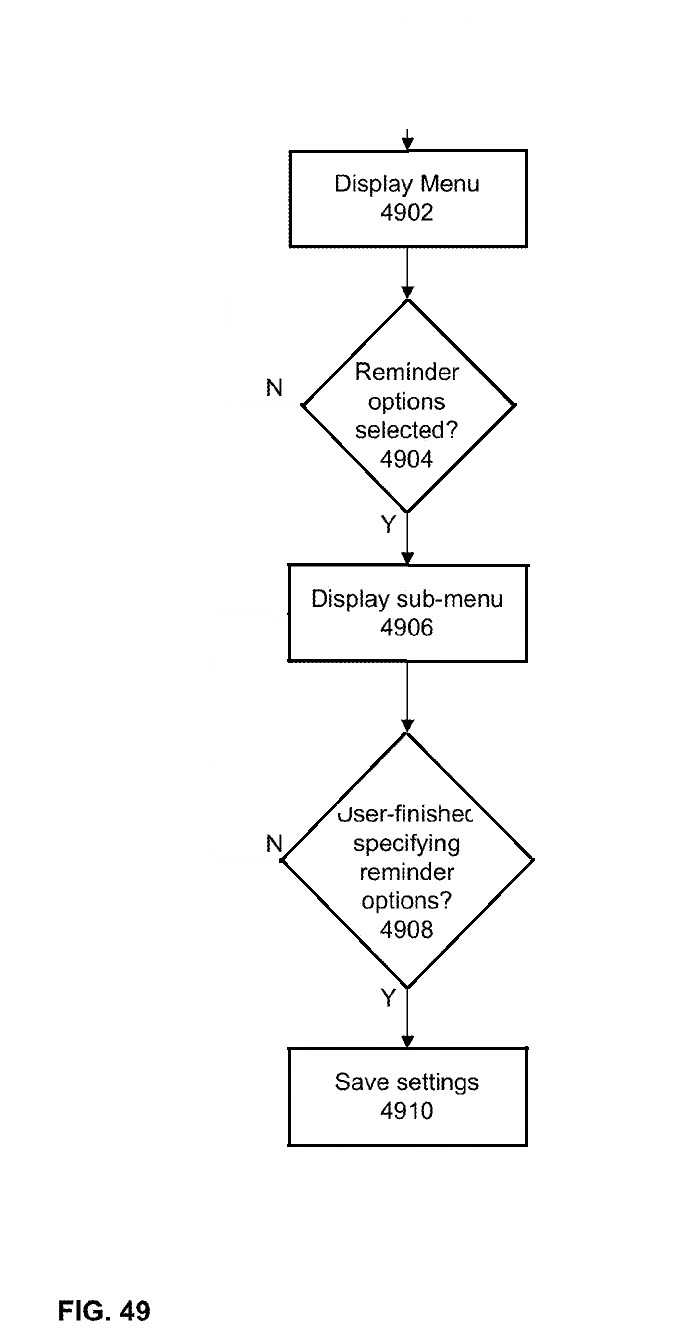 Display Menu
4902
N
Reminder
options
selected?
4904
Y
Display sub-menu
4906
User-finished
N
specifying
reminder
options?
4908
Y
Save settings
4910
FIG. 49